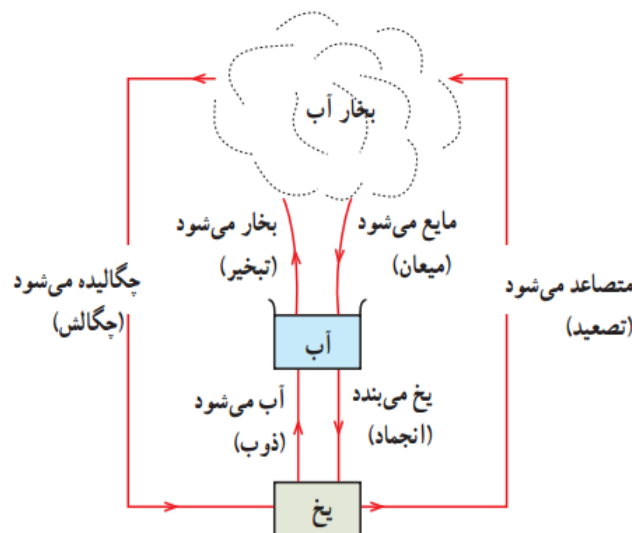 بخار آب
مایع می‌شود
(میعان)
بخار می‌شود
(تبخیر)
متصاعد می‌شود
(تصعید)
چگالیده می‌شود
(چگالش)
آب
یخ می‌بندد
(انجماد)
آب می‌شود
(ذوب)
یخ